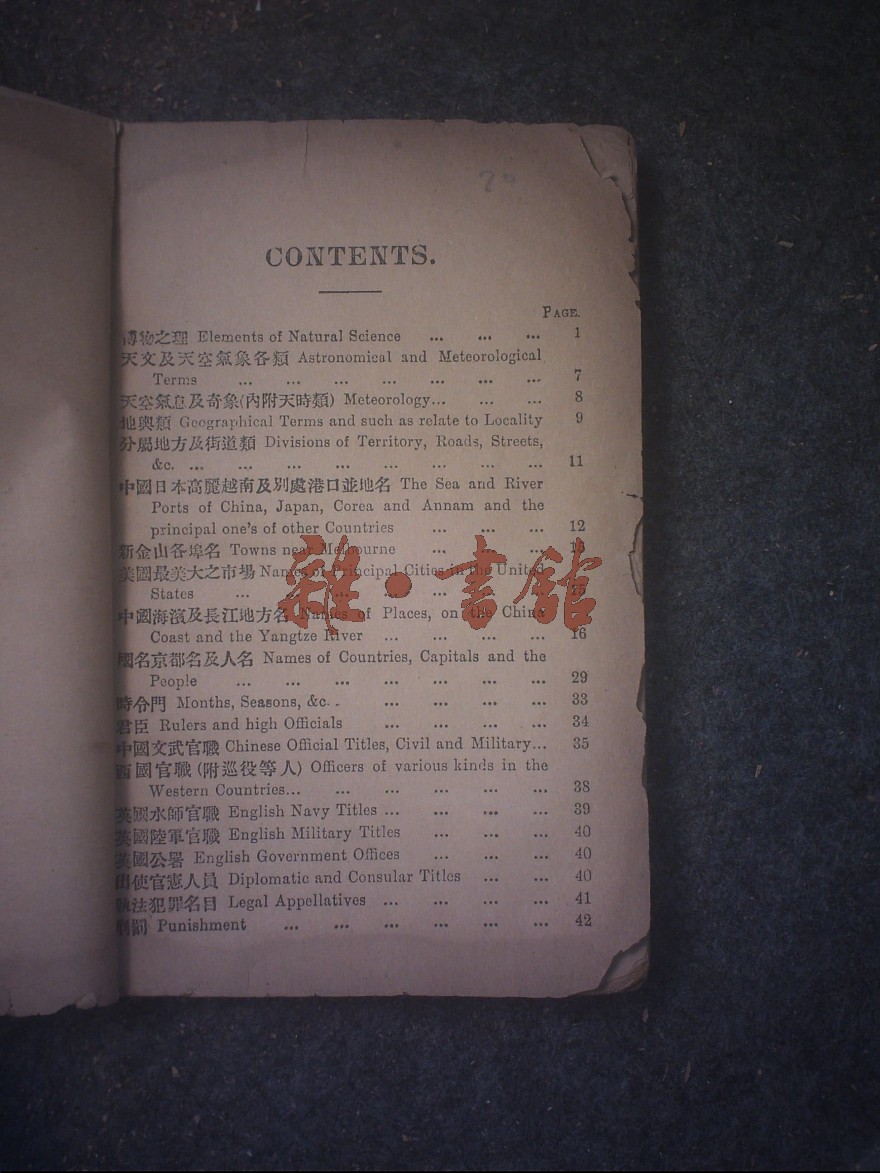 CONTENTS.
PAGE.
博物之理 Elements of Natural Science ... ... ... 1
天文及天空氣象各類 Astronomical and Meteorological
Terms ... ... ... ... ... ... ... 7
天空氣息及奇象(內附天時類) Meteorology... ... ... 8
地輿類 Geographical Terms and such as relate to Locality 9
分屬地方及街道類 Divisions of Territory, Roads, Streets,
&c. ... ... ... ... ... ... ... ... 11
中國日本高麗越南及別處港口並地名 The Sea and River
Ports of China, Japan, Corea and Annam and the
principal one's of other Countries ... ... ... 12
新金山各埠名 Towns near Melbourne ... ... ...
美國最美大之市場 Names of Principal Cities in the United
States ... ... ... ... ... ... ... 15
中國海濱及長江地方名 Names of Places, on the China
Coast and the Yangtze River ... ... ... ... 16
國名京都名及人名 Names of Countries, Capitals and the
People ... ... ... ... ... ... ... 29
時令門 Months, Seasons, &c. . ... ... ... ... 33
君臣 Rulers and high Officials ... ... ... ... 34
中國文武官職 Chinese Official Titles, Civil and Military... 35
西國官職(附巡役等人) Officers of various kinds in the
Western Countries... ... ... ... ... ... 38
英國水師官職 English Navy Titles ... ... ... ... 39
英國陸軍官職 English Military Titles ... ... ... 40
英國公署 English Government Offices ... ... ... 40
出使官憲人員 Diplomatic and Consular Titles ... ... 40
執法犯罪名目 Legal Appellatives ... ... ... ... 41
刑罰 Punishment ... ... ... ... ... ... 42
雜·書館